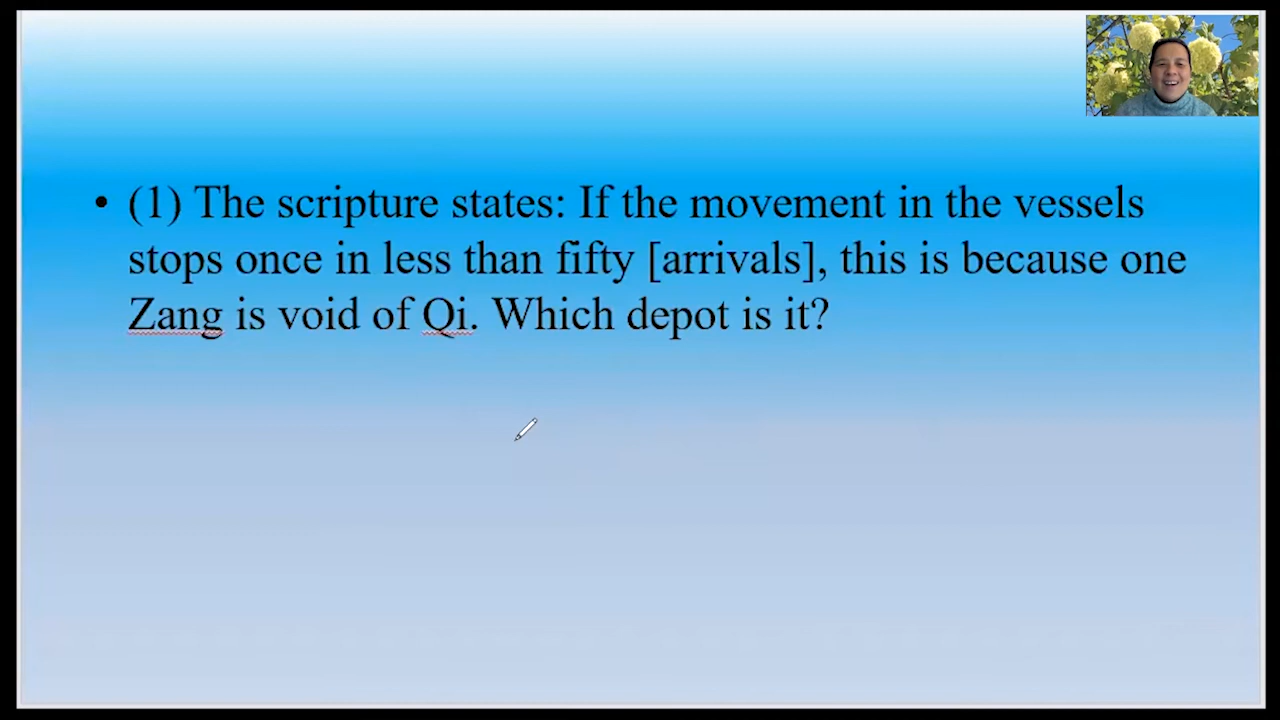 • (1) The scripture states: If the movement in the vessels
stops once in less than fifty [arrivals], this is because one
Zang is void of Qi. Which depot is it?